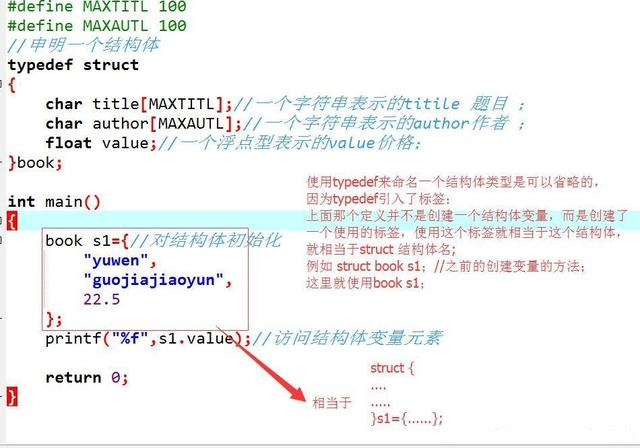 #define MAXTITL 100
#define MAXAUTL 100
//申明一个结构体
typedef struct
{
char title[MAXTITL];//一个字符串表示的titile 题目 ;
char author[MAXAUTL];//一个字符串表示的author作者 ;
float value;//一个浮点型表示的value价格;
}book;
int main()
{
book s1={//对结构体初始化
"yuwen",
"guojiajiaoyun",
22.5
};
printf("%f",s1.value);//访问结构体变量元素
return 0;
}
使用typedef来命名一个结构体类型是可以省略的,
因为typedef引入了标签;
上面那个定义并不是创建一个结构体变量，而是创建了
一个使用的标签，使用这个标签就相当于这个结构体,
就相当于struct 结构体名;
例如 struct book s1；//之前的创建变量的方法;
这里就使用book s1;
相当于
struct {
....
.....
}s1={......};